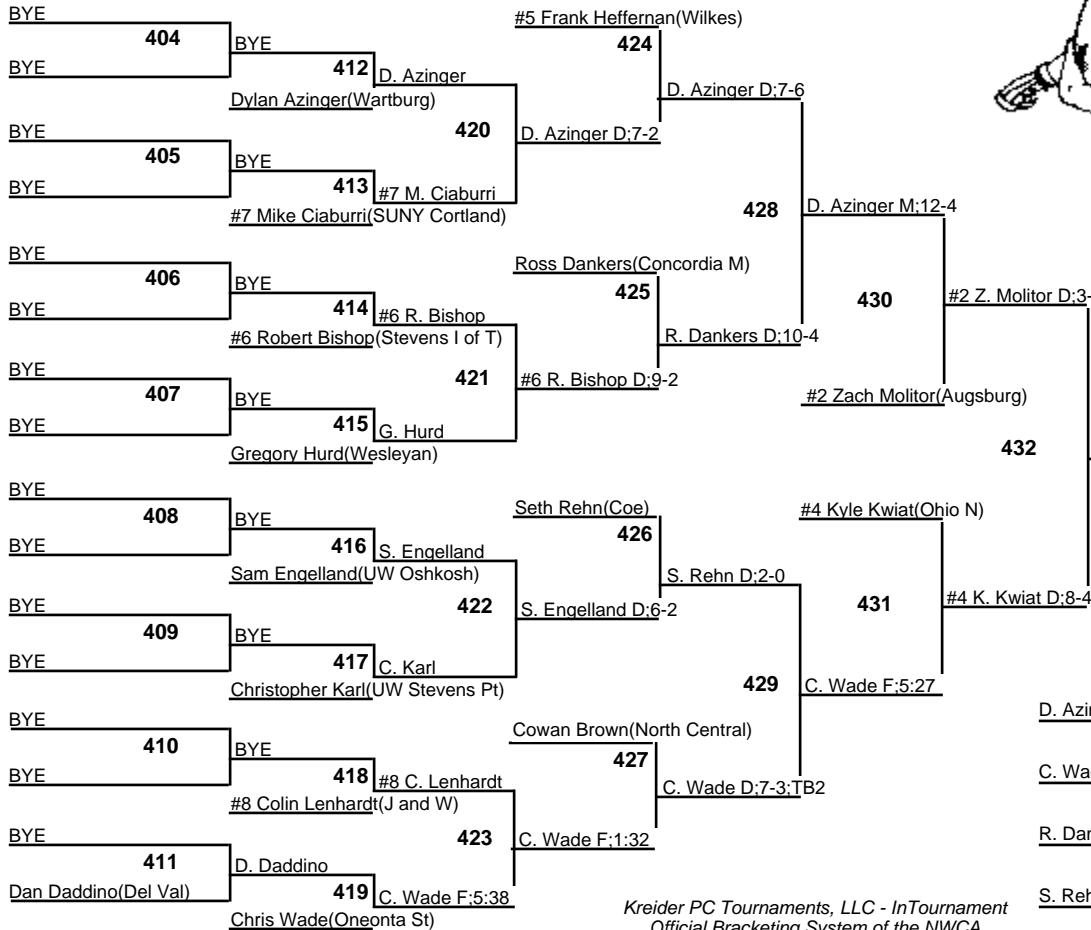 BYE
#5 Frank Heffernan(Wilkes)
404
BYE
424
BYE
412
D. Azinger
D. Azinger D;7-6
Dylan Azinger(Wartburg)
BYE
420
D. Azinger D;7-2
405
BYE
BYE
413
#7 M. Ciaburri
#7 Mike Ciaburri(SUNY Cortland)
428
D. Azinger M;12-4
BYE
Ross Dankers(Concordia M)
406
BYE
425
430
#2 Z. Molitor D;3-
BYE
414
#6 R. Bishop
#6 Robert Bishop(Stevens I of T)
R. Dankers D;10-4
BYE
421
#6 R. Bishop D;9-2
407
BYE
#2 Zach Molitor(Augsburg)
BYE
415
G. Hurd
Gregory Hurd(Wesleyan)
432
BYE
Seth Rehn(Coe)
#4 Kyle Kwiat(Ohio N)
408
BYE
426
BYE
416
S. Engelland
Sam Engelland(UW Oshkosh)
S. Rehn D;2-0
BYE
422
S. Engelland D;6-2
431
#4 K. Kwiat D;8-4
409
BYE
BYE
417
C. Karl
Christopher Karl(UW Stevens Pt)
429
C. Wade F;5:27
BYE
Cowan Brown(North Central)
D. Azi
410
BYE
427
BYE
418
#8 C. Lenhardt
C. Wade D;7-3;TB2
C. Wa
#8 Colin Lenhardt(J and W)
BYE
423
C. Wade F;1:32
R. Dan
411
D. Daddino
Dan Daddino(Del Val)
419
C. Wade F;5:38
S. Reh
Chris Wade(Oneonta St)
Kreider PC Tournaments, LLC - InTournament
Official Bracketing System of the NWCA